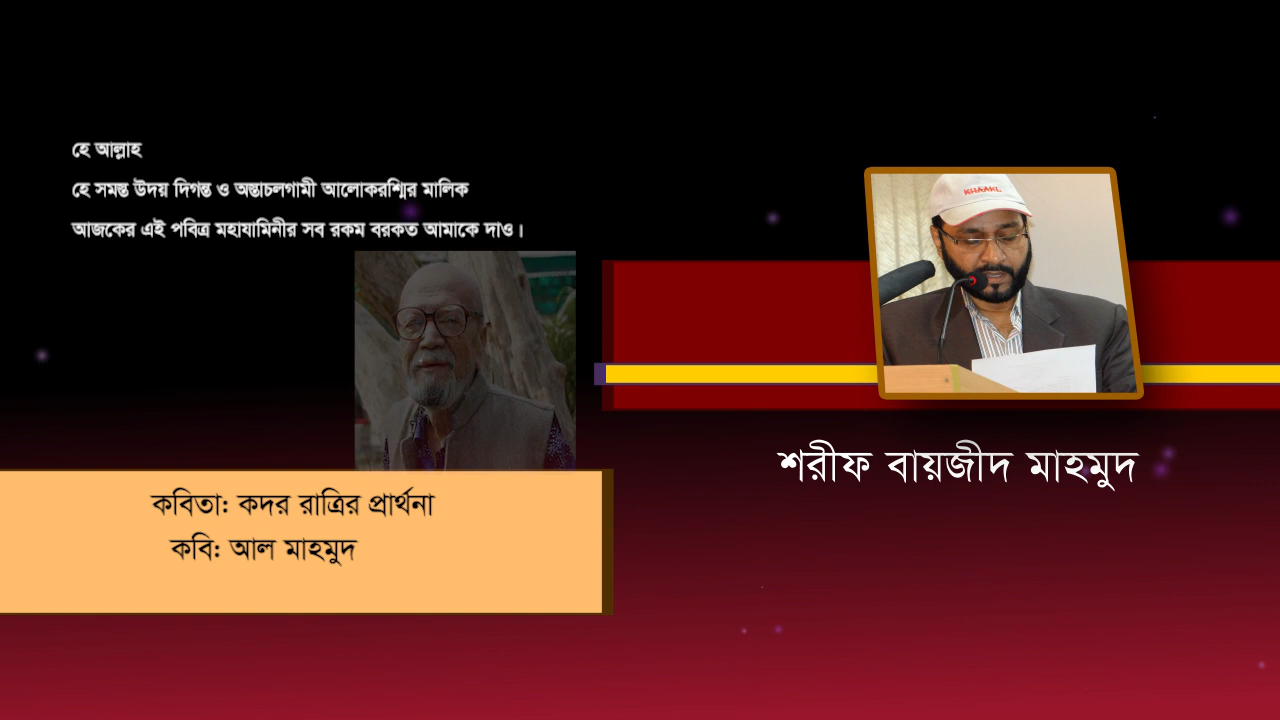 হে আল্লাহ
হে সমস্ত উদয় দিগন্ত ও অস্তাচলগামী আলোকরশ্মির মালিক
আজকের এই পবিত্র মহাযামিনীর সব রকম বরকত আমাকে দাও।
KHAAKL
শরীফ বায়জীদ মাহমুদ
কবিতা: কদর রাত্রির প্রার্থনা
কবি: আল মাহমুদ